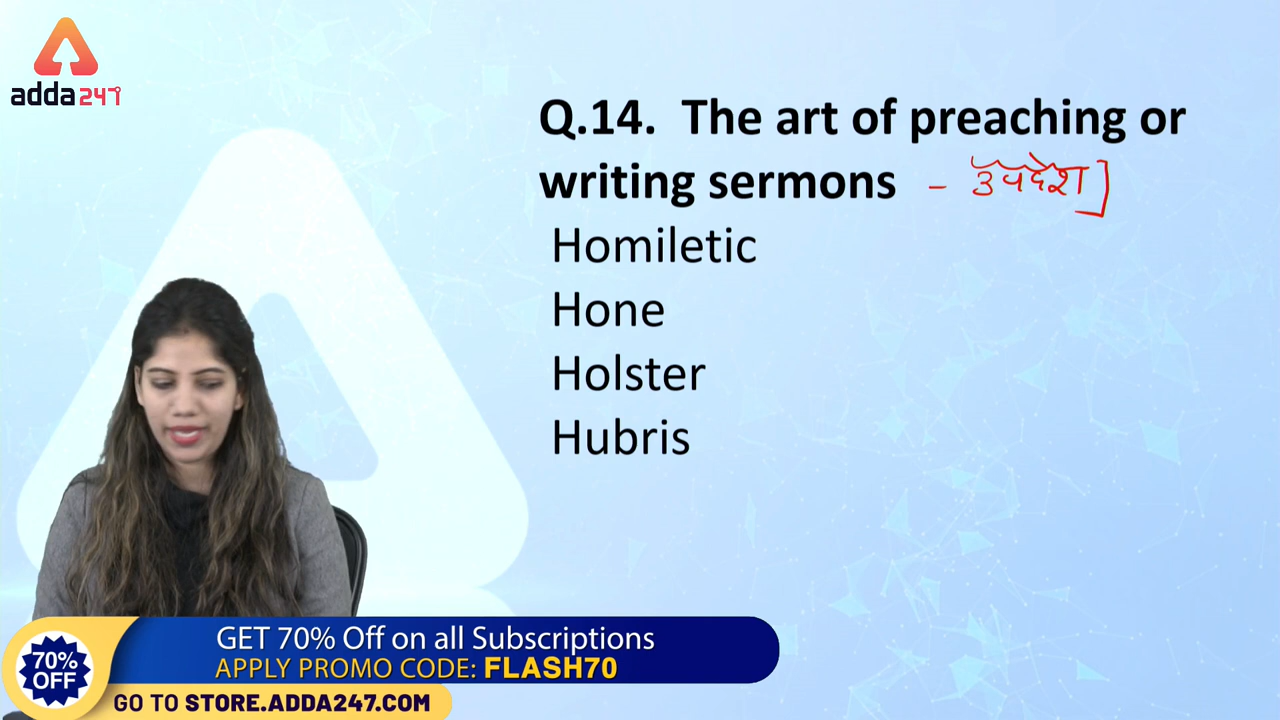 adda247
Q.14. The art of preaching or
writing sermons - उपदेश]
Homiletic
Hone
Holster
Hubris
70%
OFF
GET 70% Off on all Subscriptions
APPLY PROMO CODE: FLASH70
GO TO STORE.ADDA247.COM